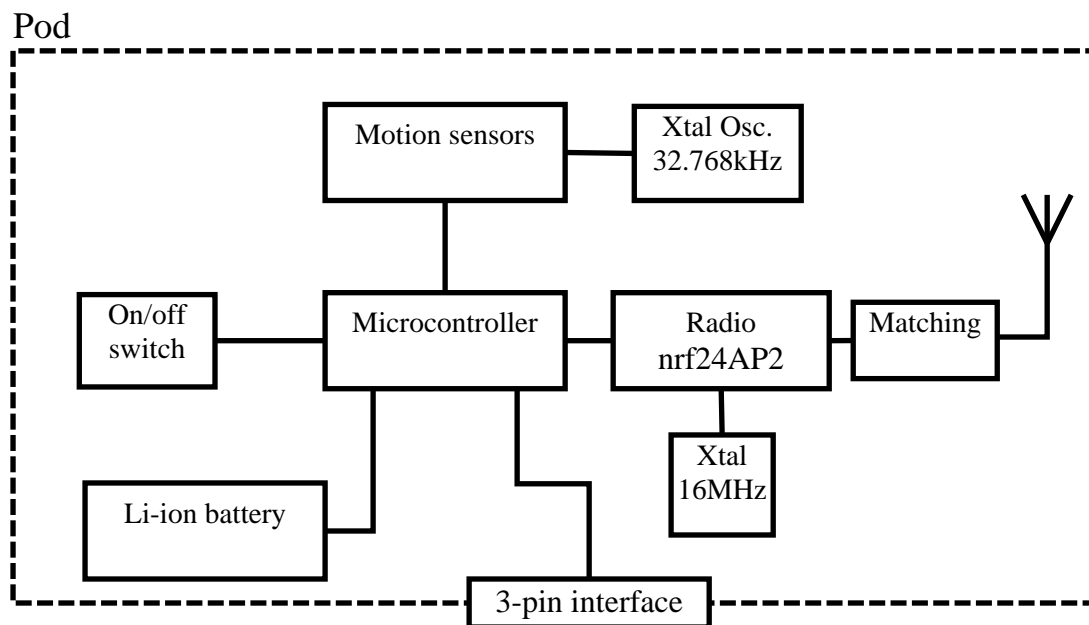 Pod
Motion sensors
Xtal Osc.
32.768kHz
On/off
switch
Microcontroller
Radio
nrf24AP2
Matching
Xtal
16MHz
Li-ion battery
3-pin interface